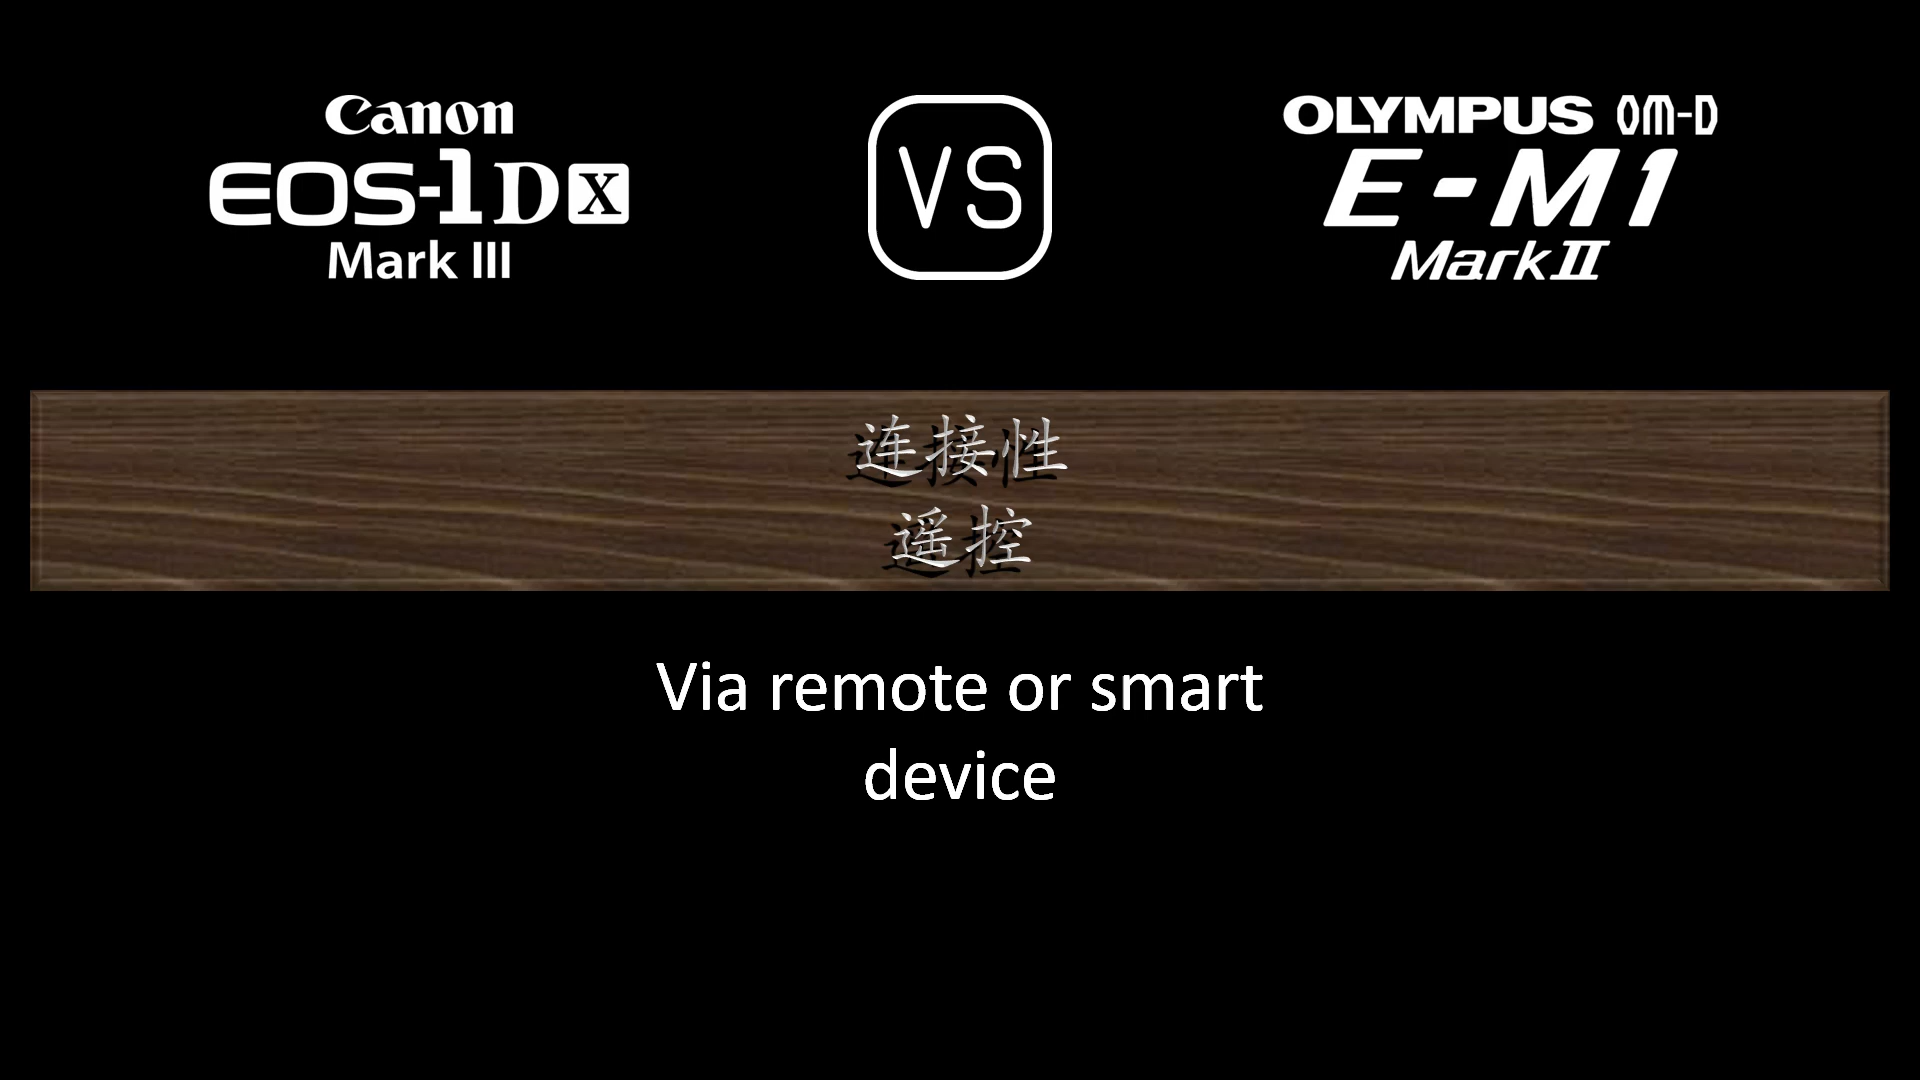 Canon
EOS-1D X
Mark III
VS
OLYMPUS OM-D
E-M1
Mark II
连接性
遥控
Via remote or smart
device